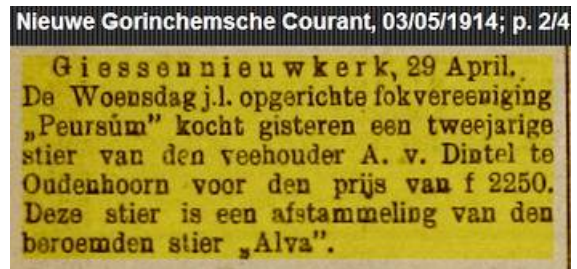 Nieuwe Gorinchemsche Courant, 03/05/1914; p. 2/4
Giessennieuwkerk, 29 April.
De Woensdag j.l. opgerichte fokvereeniging
„Peursúm” kocht gisteren een tweejarige
stier van den veehouder A. v. Dintel te
Oudenhoorn voor den prijs van f 2250.
Deze stier is een afstammeling van den
beroemden stier „Alva”.